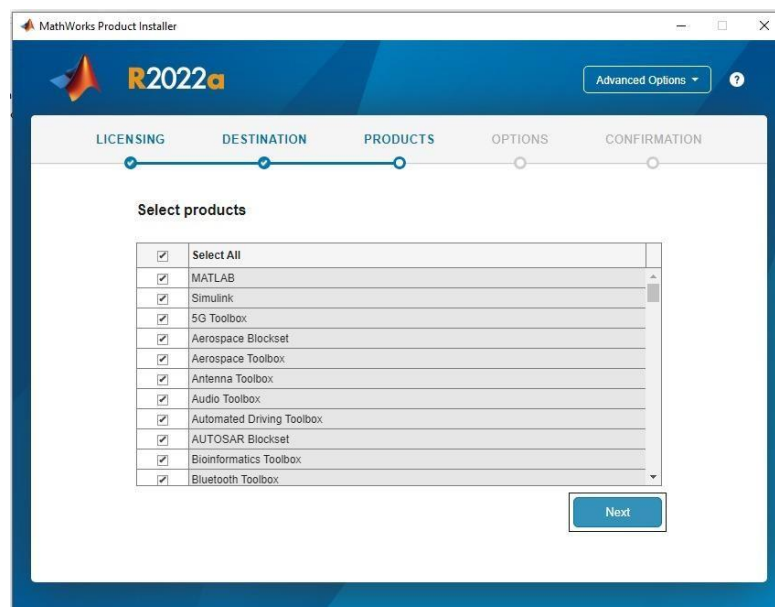 MathWorks Product Installer
R2022a
Advanced Options
?
LICENSING DESTINATION PRODUCTS OPTIONS CONFIRMATION
Select products
Select All
MATLAB
Simulink
5G Toolbox
Aerospace Blockset
Aerospace Toolbox
Antenna Toolbox
Audio Toolbox
Automated Driving Toolbox
AUTOSAR Blockset
Bioinformatics Toolbox
Bluetooth Toolbox
Next